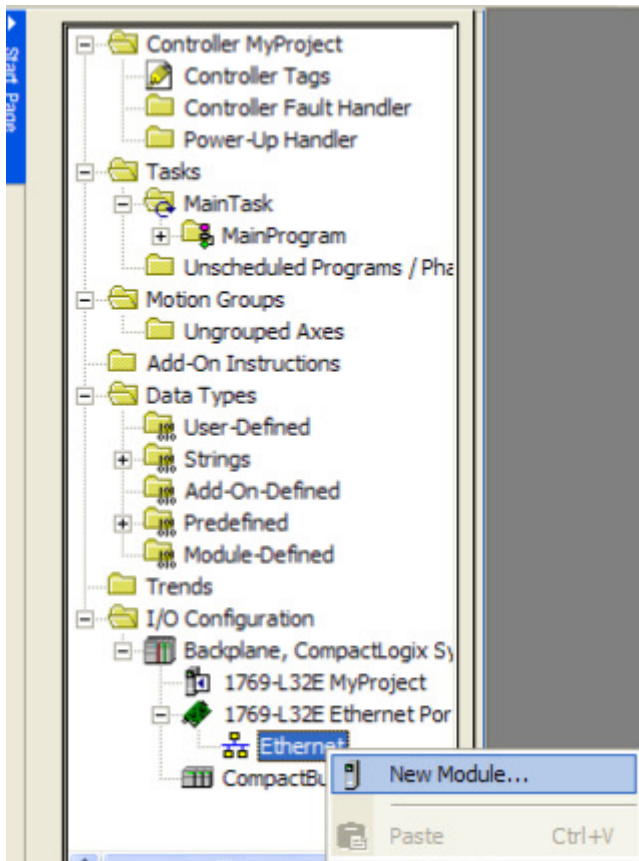 Start Page
Controller MyProject
Controller Tags
Controller Fault Handler
Power-Up Handler
Tasks
MainTask
MainProgram
Unscheduled Programs / Pha
Motion Groups
Ungrouped Axes
Add-On Instructions
Data Types
User-Defined
Strings
Add-On-Defined
Predefined
Module-Defined
Trends
I/O Configuration
Backplane, CompactLogix Sy
1769-L32E MyProject
1769-L32E Ethernet Por
Ethernet
New Module...
CompactBu
Paste Ctrl+V